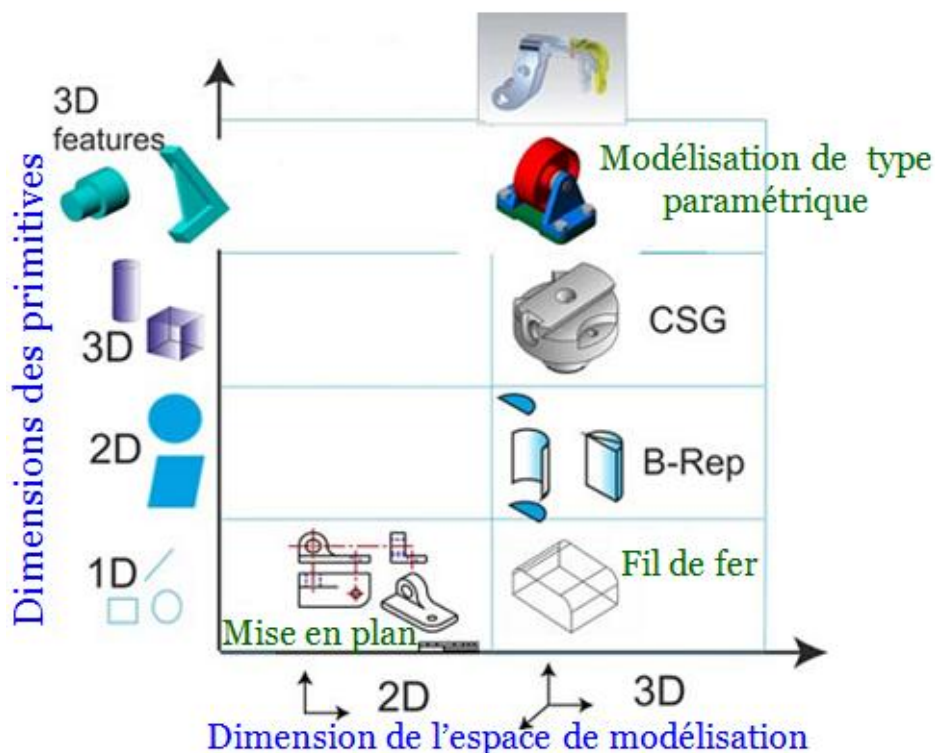 3D
features
Modélisation de type
paramétrique
Dimensions des primitives
3D
CSG
2D
B-Rep
1D
Fil de fer
Mise en plan
2D
3D
Dimension de l'espace de modélisation